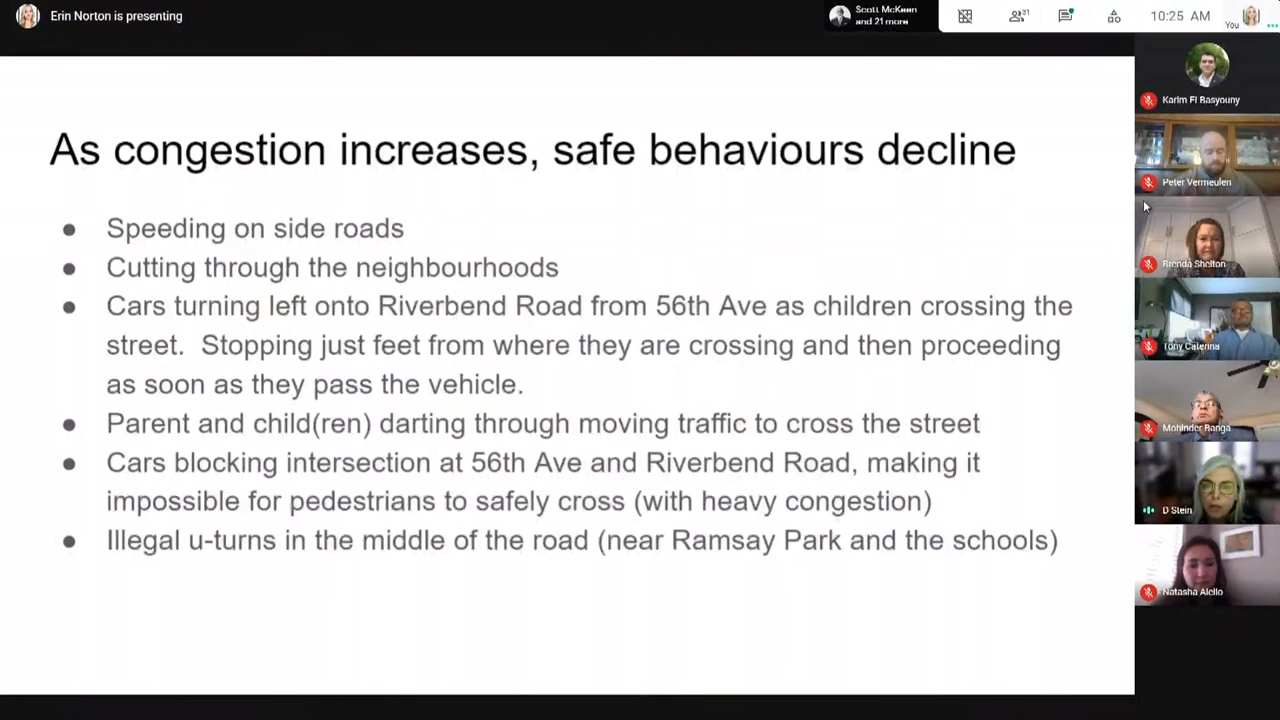 Erin Norton is presenting
Scott McKeen
and 21 more
31
10:25 AM
You
As congestion increases, safe behaviours decline
● Speeding on side roads
● Cutting through the neighbourhoods
● Cars turning left onto Riverbend Road from 56th Ave as children crossing the
street. Stopping just feet from where they are crossing and then proceeding
as soon as they pass the vehicle.
● Parent and child(ren) darting through moving traffic to cross the street
● Cars blocking intersection at 56th Ave and Riverbend Road, making it
impossible for pedestrians to safely cross (with heavy congestion)
● Illegal u-turns in the middle of the road (near Ramsay Park and the schools)
Karim El Basyouny
Peter Vermeulen
Brenda Shelton
Tony Caterina
Mohinder Banga
D Stein
Natasha Aiello